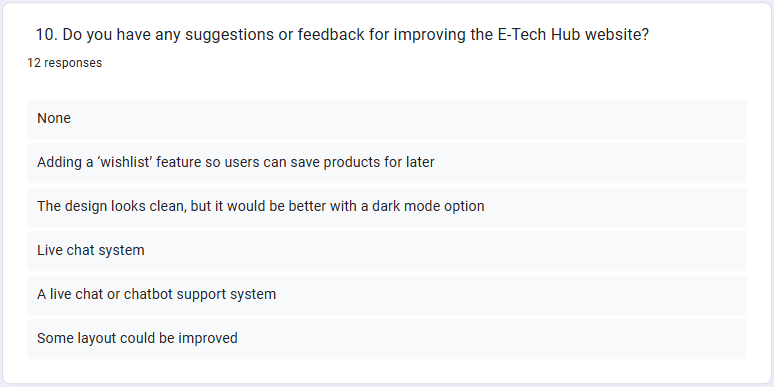 10. Do you have any suggestions or feedback for improving the E-Tech Hub website?
12 responses
None
Adding a ‘wishlist’ feature so users can save products for later
The design looks clean, but it would be better with a dark mode option
Live chat system
A live chat or chatbot support system
Some layout could be improved